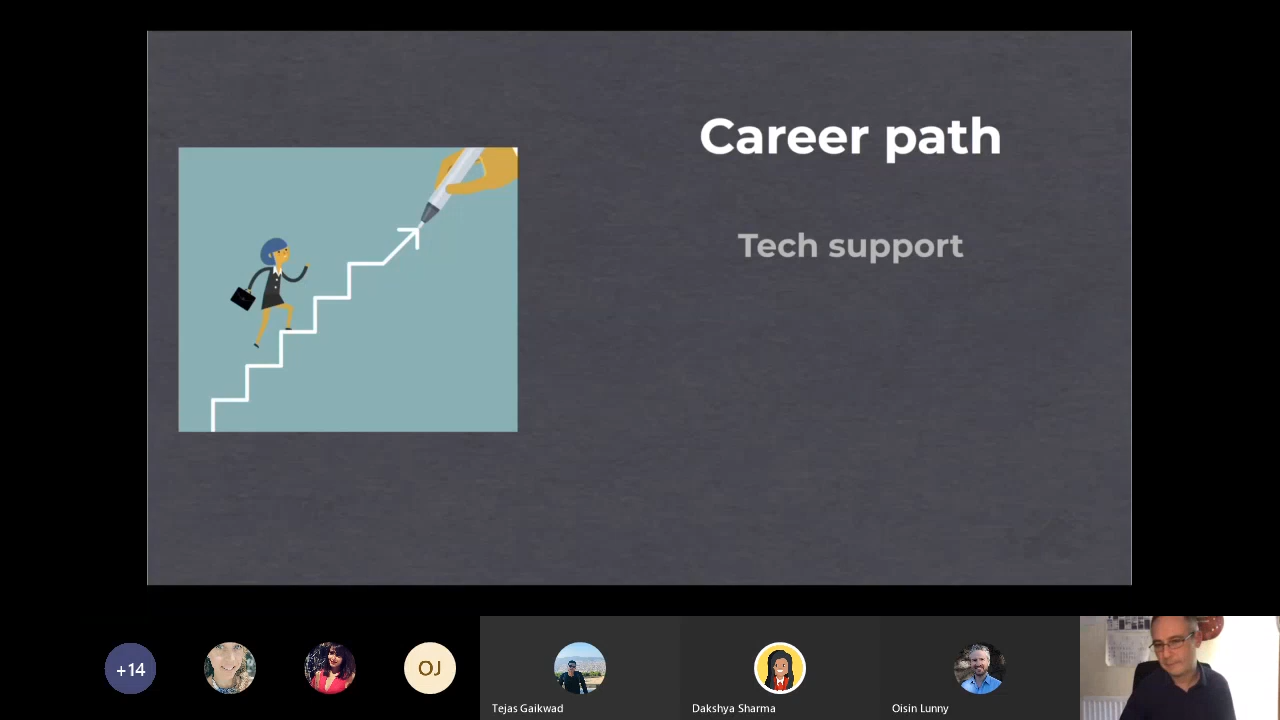 Career path
Tech support
+14
OJ
Tejas Gaikwad
Dakshya Sharma
Oisin Lunny